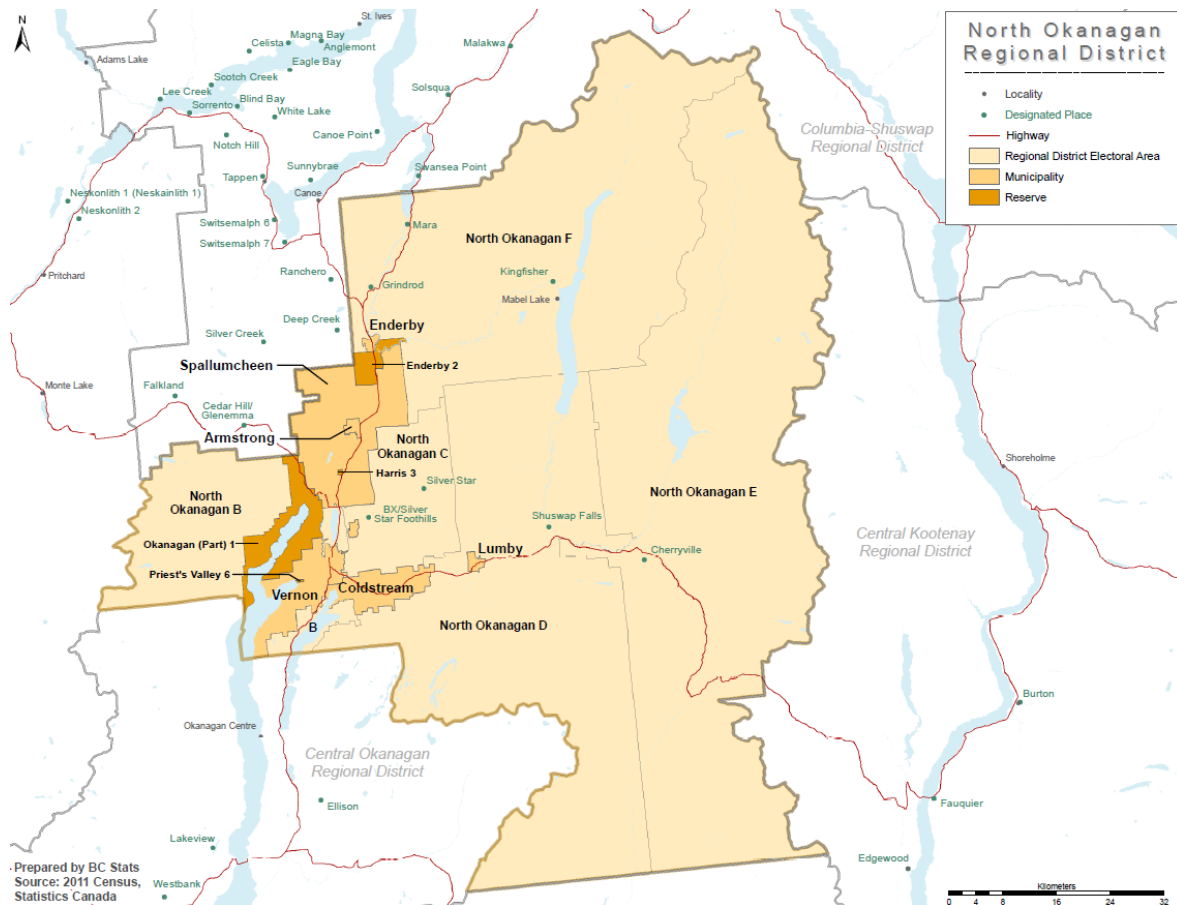 N
St. Ives
Magna Bay
Celista
Anglemont
Malakwa
Adams Lake
Eagle Bay
Scotch Creek
Solsqua
Lee Creek
Blind Bay
Sorrento
White Lake
Canoe Point
Notch Hill
Sunnybrae
Swansea Point
Tappen
Canoe
Neskonlith 1 (Neskainlith 1)
Neskonlith 2
Switsemalph 6
Mara
Switsemalph 7
North Okanagan F
Pritchard
Ranchero
Kingfisher
Grindrod
Mabel Lake
Deep Creek
Enderby
Silver Creek
Spallumcheen
Enderby 2
Monte Lake
Falkland
Cedar Hill/
Glenemma
Armstrong
North
Okanagan C
Harris 3
Silver Star
North
Okanagan B
North Okanagan E
BX/Silver
Star Foothills
Shuswap Falls
Okanagan (Part) 1
Lumby
Cherryville
Priest's Valley 6
Coldstream
Vernon
B
North Okanagan D
Okanagan Centre
Central Okanagan
Regional District
Ellison
Lakeview
Westbank
Prepared by BC Stats
Source: 2011 Census,
Statistics Canada
North Okanagan
Regional District
Locality
Designated Place
Highway
Regional District Electoral Area
Municipality
Reserve
Columbia-Shuswap
Regional District
Shoreholme
Central Kootenay
Regional District
Burton
Fauquier
Edgewood
Kilometers
0 4 8 16 24 32